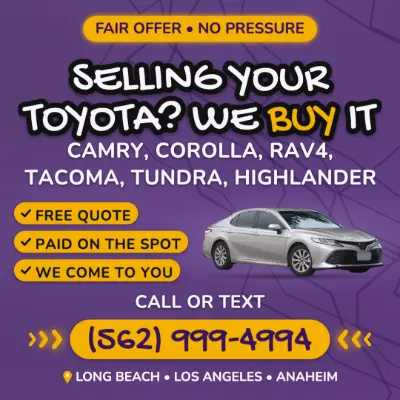 FAIR OFFER • NO PRESSURE
SELLING YOUR
TOYOTA? WE BUY IT
CAMRY, COROLLA, RAV4,
TACOMA, TUNDRA, HIGHLANDER
FREE QUOTE
PAID ON THE SPOT
WE COME TO YOU
CALL OR TEXT
(562) 999-4994
LONG BEACH • LOS ANGELES • ANAHEIM